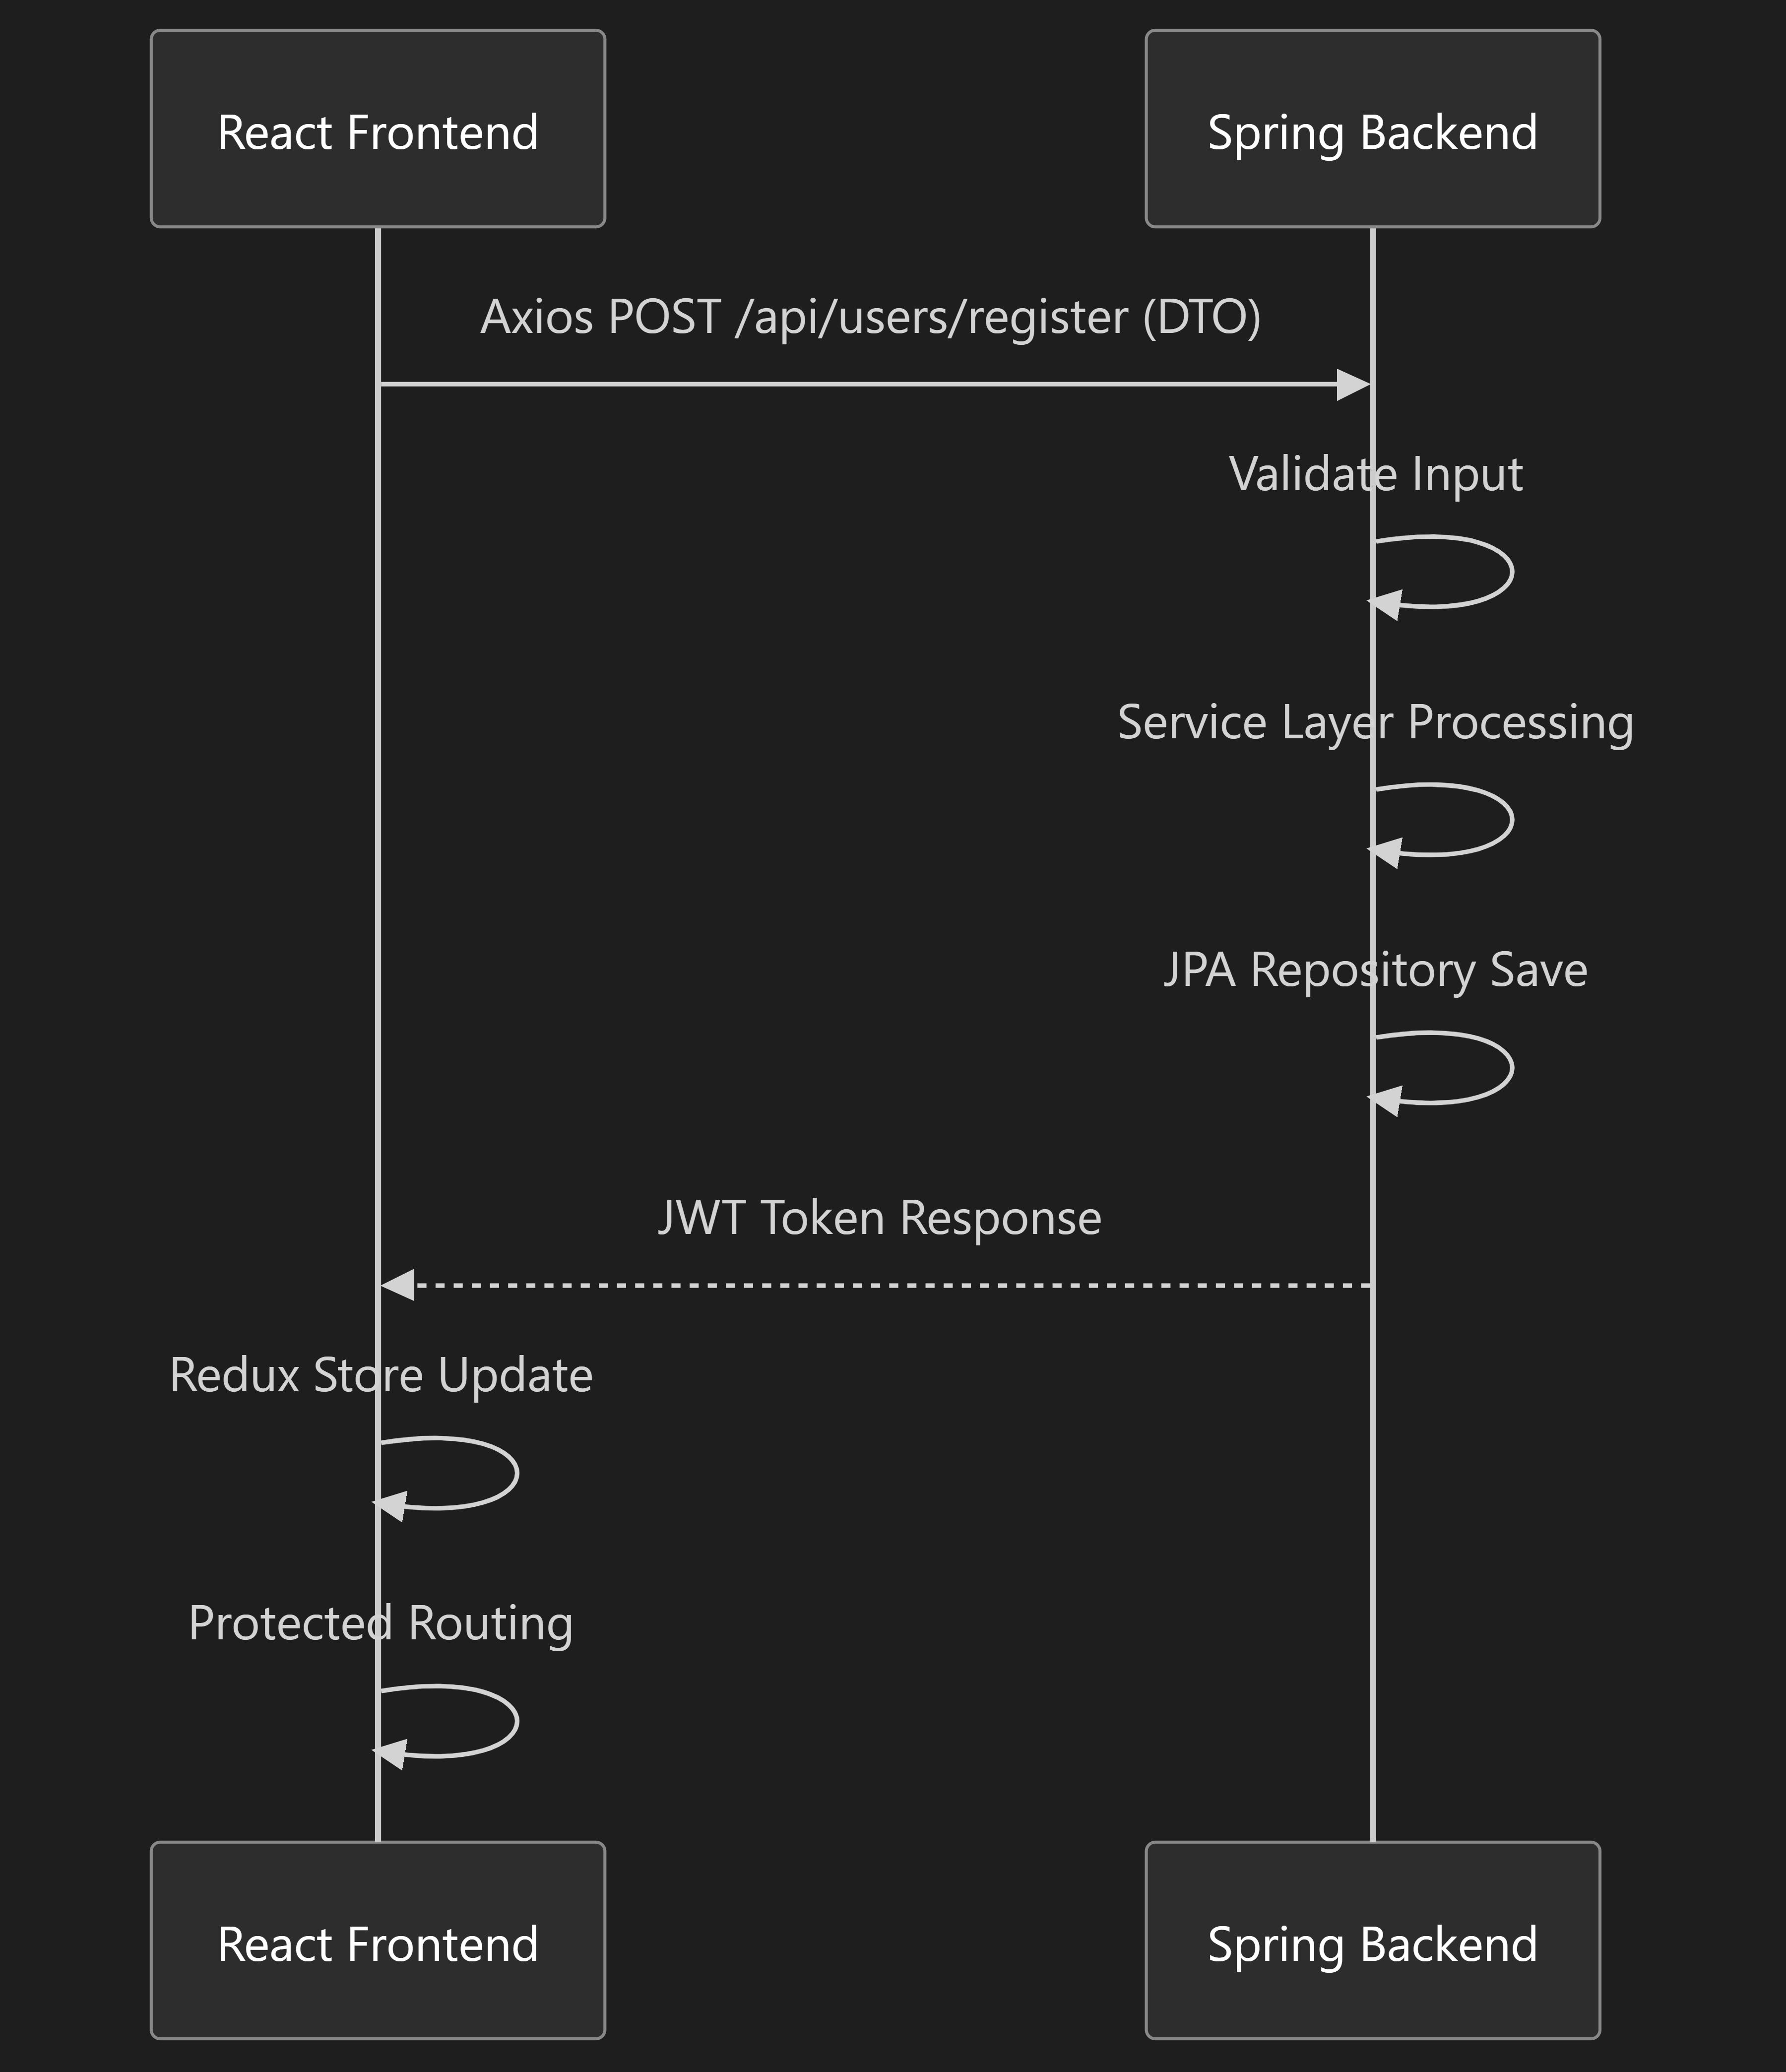 React Frontend
Spring Backend
Axios POST /api/users/register (DTO)
Validate Input
Service Layer Processing
JPA Repository Save
JWT Token Response
Redux Store Update
Protected Routing
React Frontend
Spring Backend